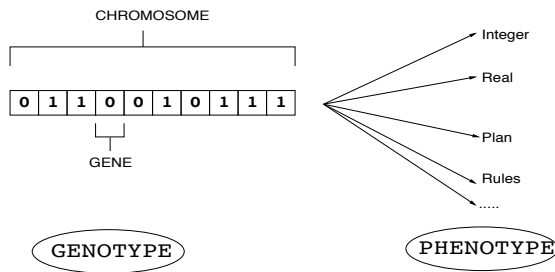 CHROMOSOME
0 1 1 0 0 1 0 1 1 1
GENE
Integer
Real
Plan
Rules
.....
GENOTYPE
PHENOTYPE